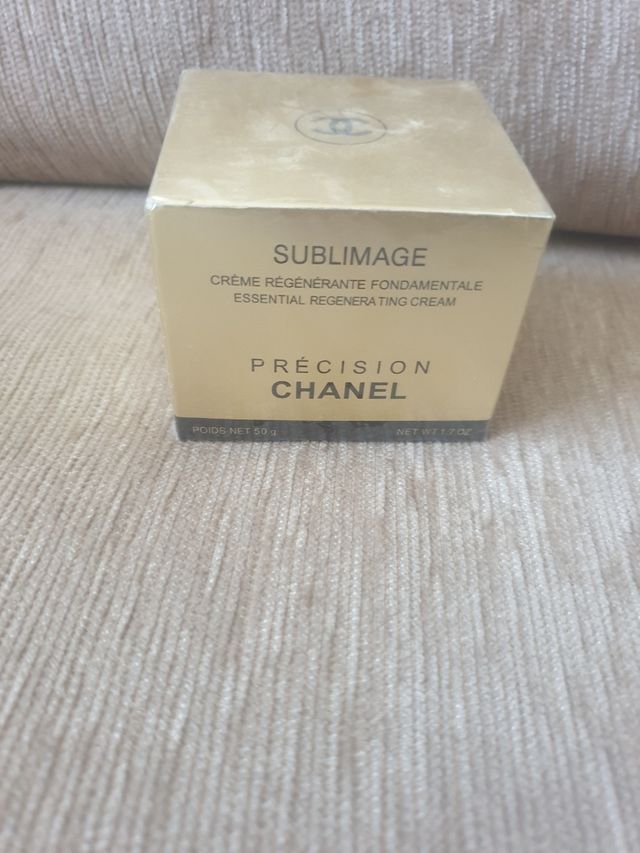 SUBLIMAGE
CRÈME RÉGÉNÉRANTE FONDAMENTALE
ESSENTIAL REGENERATING CREAM
PRÉCISION
CHANEL
POIDS NET 50 g
NET WT 1.7 OZ